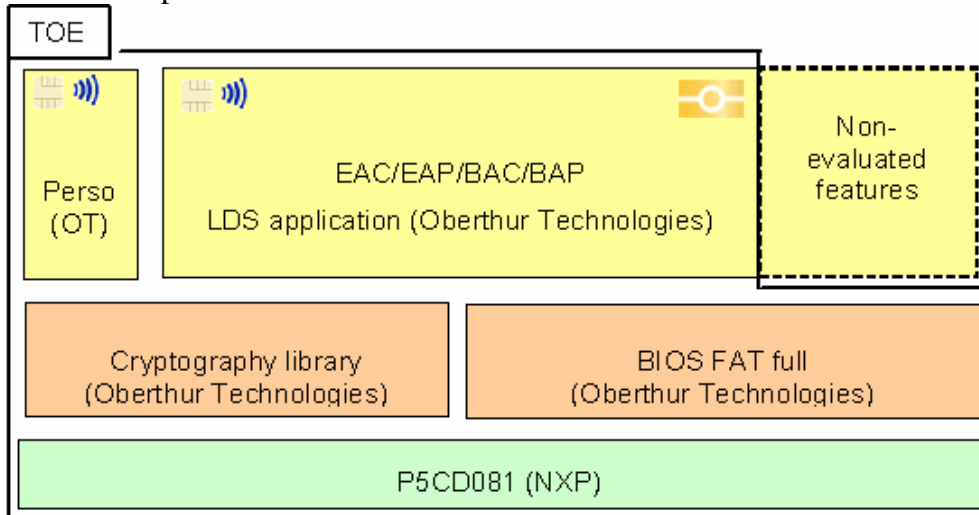 TOE
Perso
(OT)
EAC/EAP/BAC/BAP
LDS application (Oberthur Technologies)
Non-
evaluated
features
Cryptography library
(Oberthur Technologies)
BIOS FAT full
(Oberthur Technologies)
P5CD081 (NXP)